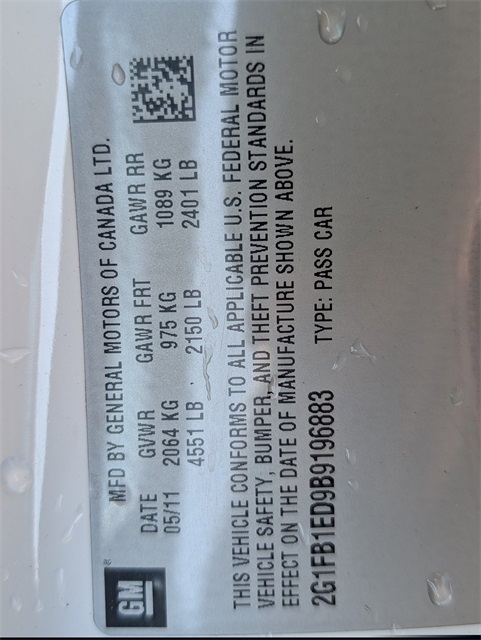 GM
MFD BY GENERAL MOTORS OF CANADA LTD.
DATE GVWR GAWR FRT GAWR RR
05/11 2064 KG 975 KG 1089 KG
4551 LB 2150 LB 2401 LB
THIS VEHICLE CONFORMS TO ALL APPLICABLE U.S. FEDERAL MOTOR
VEHICLE SAFETY, BUMPER, AND THEFT PREVENTION STANDARDS IN
EFFECT ON THE DATE OF MANUFACTURE SHOWN ABOVE.
2G1FB1ED9B9196883 TYPE: PASS CAR